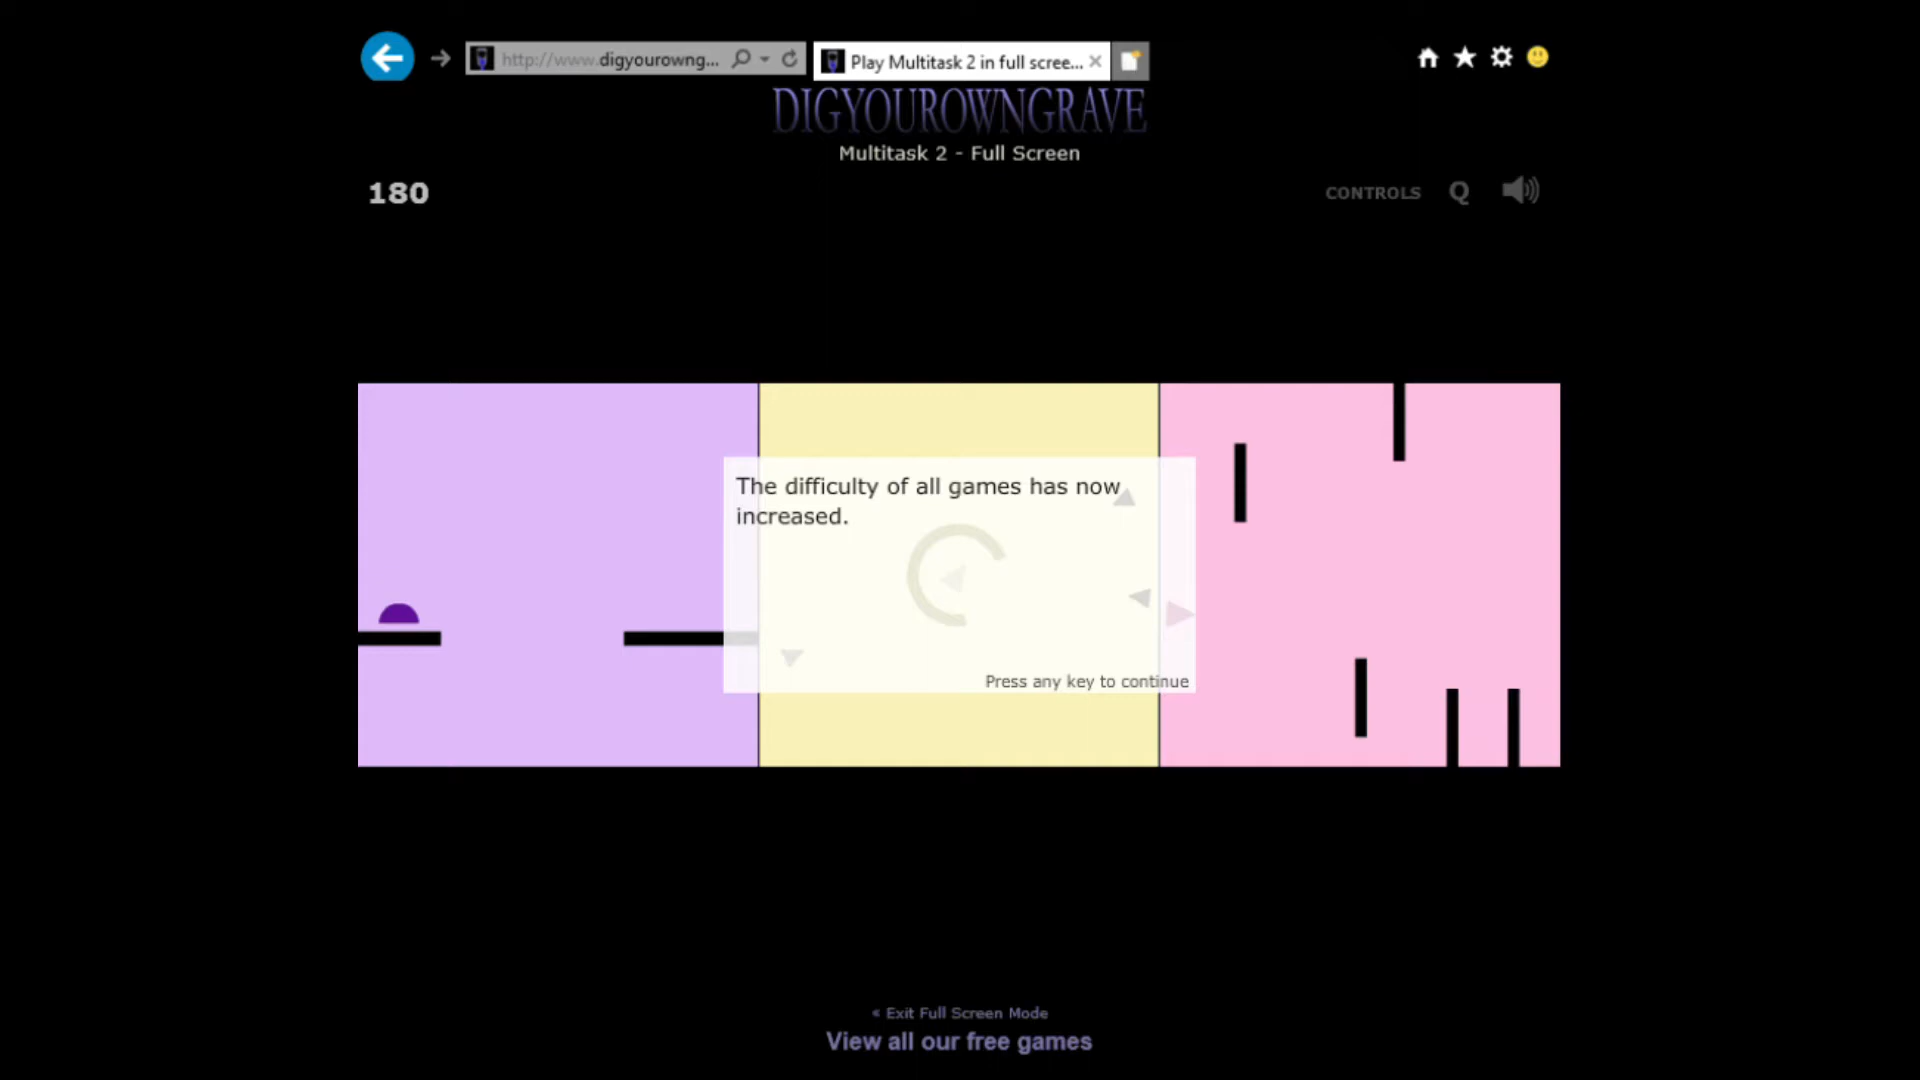 http://www.digyourowng...
Play Multitask 2 in full scree...
DIGYOUROWNGRAVE
Multitask 2 - Full Screen
180
CONTROLS Q
The difficulty of all games has now
increased.
Press any key to continue
« Exit Full Screen Mode
View all our free games